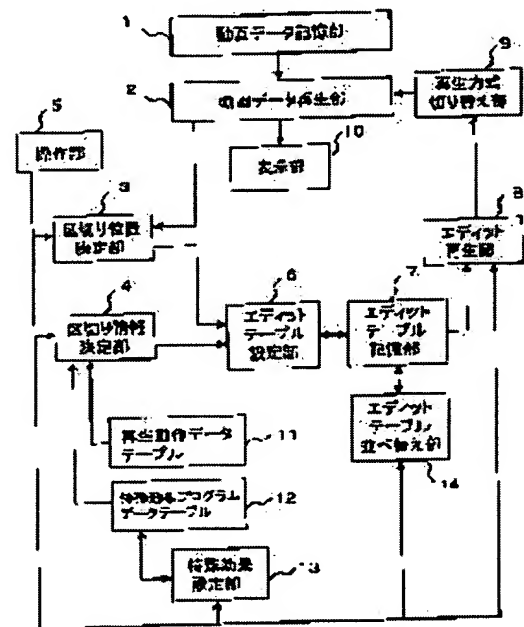 1
動画データ記憶部
2
動画データ再生部
9
再生方式
切り替え部
5
操作部
10
表示部
3
区切り位置
決定部
8
エディット
再生部
4
区切り情報
決定部
6
エディット
テーブル
設定部
7
エディット
テーブル
記憶部
再生動作データ
テーブル
11
エディット
テーブル
並べ替え部
14
プログラム
データテーブル
12
特殊効果
設定部
13